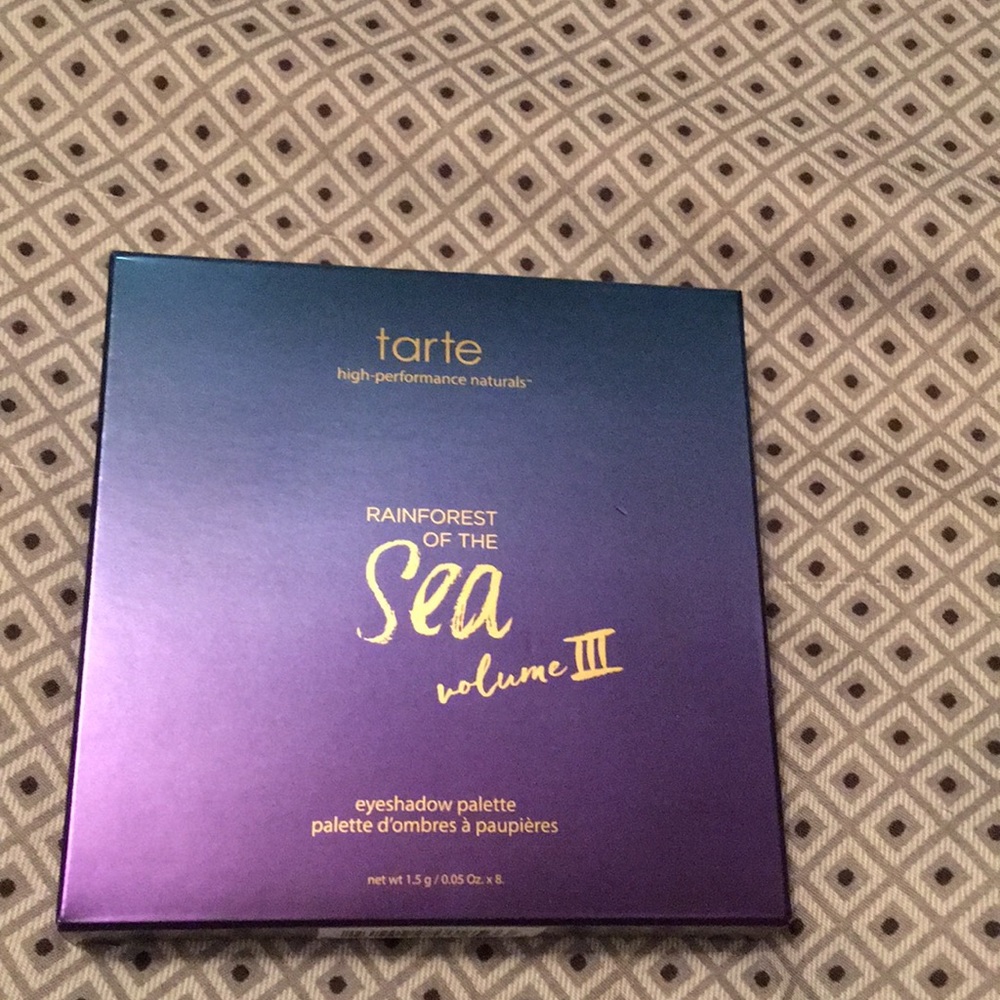 tarte
high-performance naturals™
RAINFOREST
OF THE
Sea
volume III
eyeshadow palette
palette d'ombres à paupières
net wt 1.5 g / 0.05 Oz. x 8.